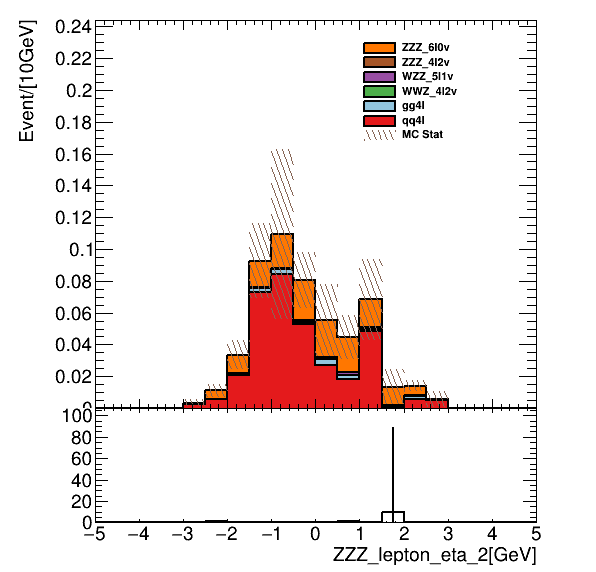 Event/[10GeV]
0.24
0.22
0.2
0.18
0.16
0.14
0.12
0.1
0.08
0.06
0.04
0.02
0
ZZZ_6l0v
ZZZ_4l2v
WZZ_5l1v
WWZ_4l2v
gg4l
qq4l
MC Stat
100
80
60
40
20
0
−5 −4 −3 −2 −1 0 1 2 3 4 5
ZZZ_lepton_eta_2[GeV]